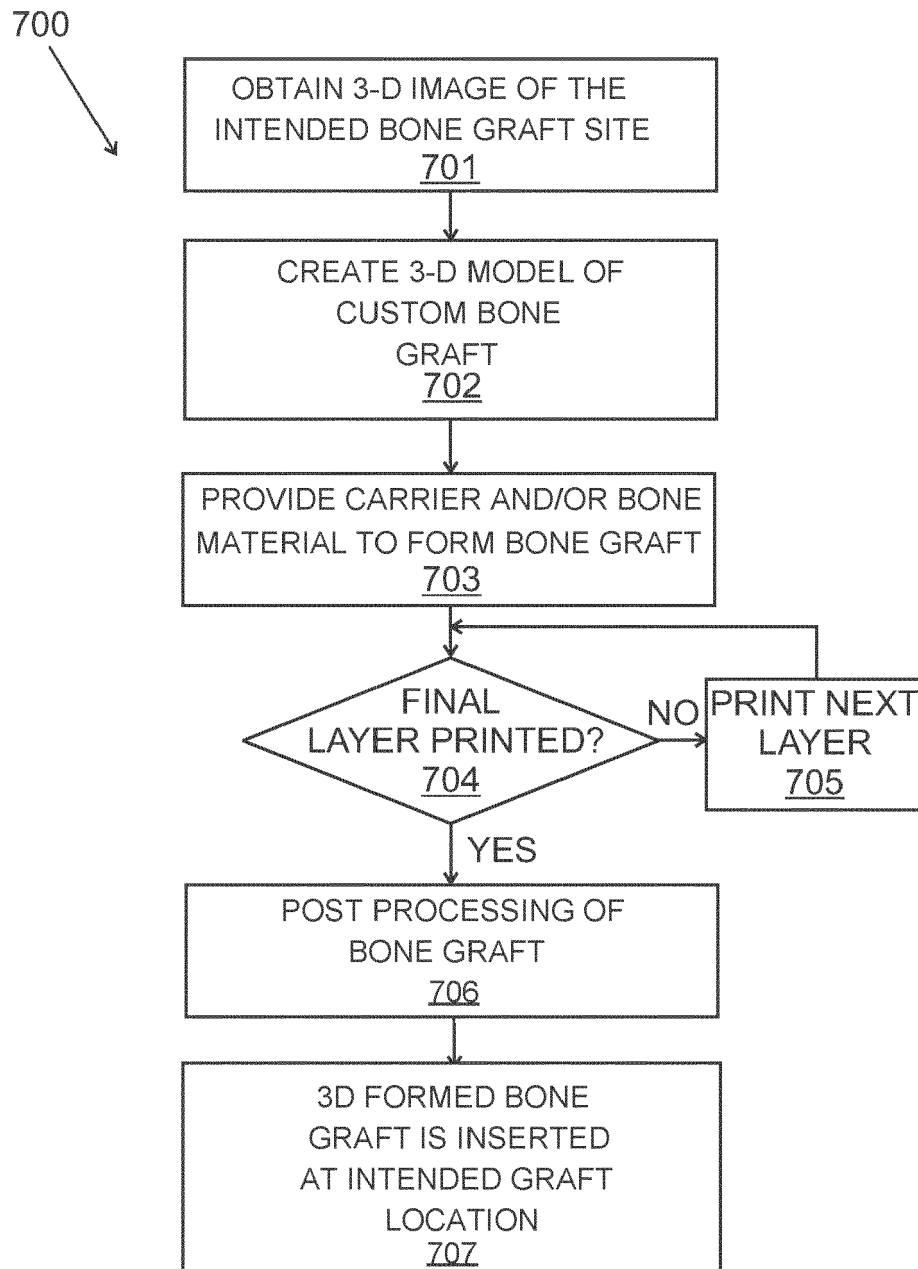 700
OBTAIN 3-D IMAGE OF THE
INTENDED BONE GRAFT SITE
701
CREATE 3-D MODEL OF
CUSTOM BONE
GRAFT
702
PROVIDE CARRIER AND/OR BONE
MATERIAL TO FORM BONE GRAFT
703
FINAL
LAYER PRINTED?
704
NO
PRINT NEXT
LAYER
705
YES
POST PROCESSING OF
BONE GRAFT
706
3D FORMED BONE
GRAFT IS INSERTED
AT INTENDED GRAFT
LOCATION
707